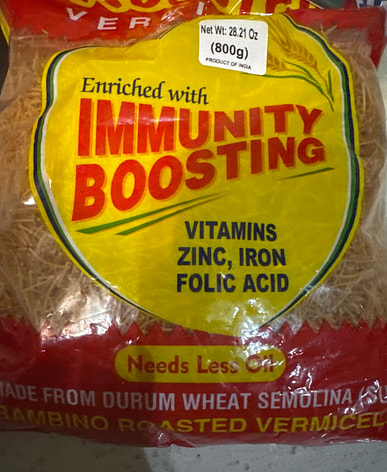 VER
Net Wt: 28.21 Oz
(800g)
PRODUCT OF INDIA
Enriched with
IMMUNITY
BOOSTING
VITAMINS
ZINC, IRON
FOLIC ACID
Needs Less Oil
MADE FROM DURUM WHEAT SEMOLINA
BAMBINO ROASTED VERMICEL